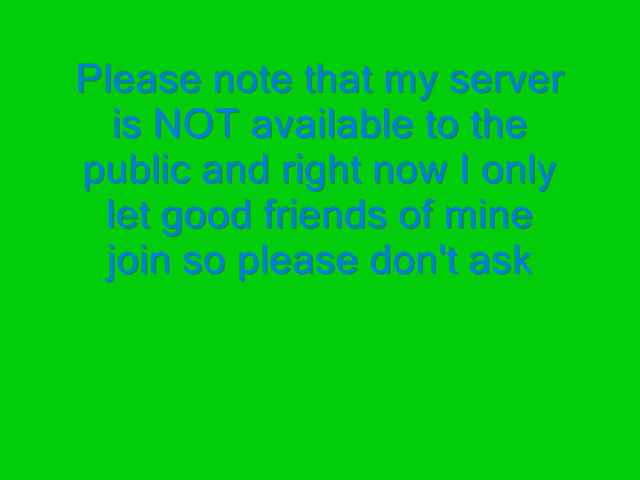 Please note that my server
is NOT available to the
public and right now I only
let good friends of mine
join so please don't ask